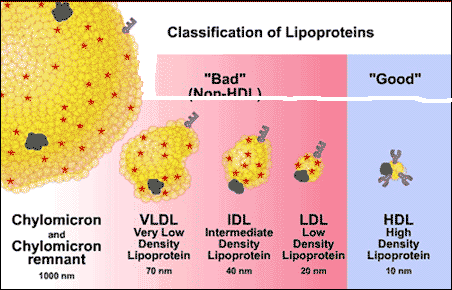 Classification of Lipoproteins
"Bad"
(Non-HDL)
"Good"
Chylomicron
and
Chylomicron
remnant
1000 nm
VLDL
Very Low
Density
Lipoprotein
70 nm
IDL
Intermediate
Density
Lipoprotein
40 nm
LDL
Low
Density
Lipoprotein
20 nm
HDL
High
Density
Lipoprotein
10 nm